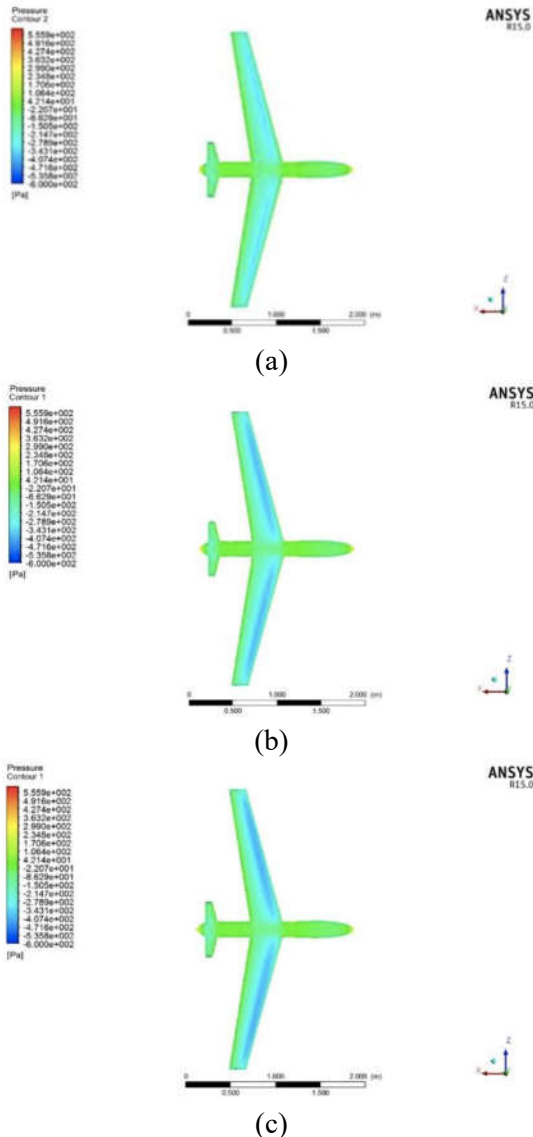 Pressure
Contour 2
5.559e+002
4.916e+002
4.274e+002
3.632e+002
2.990e+002
2.348e+002
1.706e+002
1.064e+002
4.214e+001
-2.207e+001
-8.629e+001
-1.505e+002
-2.147e+002
-2.789e+002
-3.431e+002
-4.074e+002
-4.716e+002
-5.358e+002
-6.000e+002
[Pa]
ANSYS
R15.0
0 1.000 2.000 (m)
0.500 1.500
Z
X
(a)
Pressure
Contour 1
5.559e+002
4.916e+002
4.274e+002
3.632e+002
2.990e+002
2.348e+002
1.706e+002
1.064e+002
4.214e+001
-2.207e+001
-8.629e+001
-1.505e+002
-2.147e+002
-2.789e+002
-3.431e+002
-4.074e+002
-4.716e+002
-5.358e+002
-6.000e+002
[Pa]
ANSYS
R15.0
0 1.000 2.000 (m)
0.500 1.500
Z
X
(b)
Pressure
Contour 1
5.559e+002
4.916e+002
4.274e+002
3.632e+002
2.990e+002
2.348e+002
1.706e+002
1.064e+002
4.214e+001
-2.207e+001
-8.629e+001
-1.505e+002
-2.147e+002
-2.789e+002
-3.431e+002
-4.074e+002
-4.716e+002
-5.358e+002
-6.000e+002
[Pa]
ANSYS
R15.0
0 1.000 2.000 (m)
0.500 1.500
Z
X
(c)